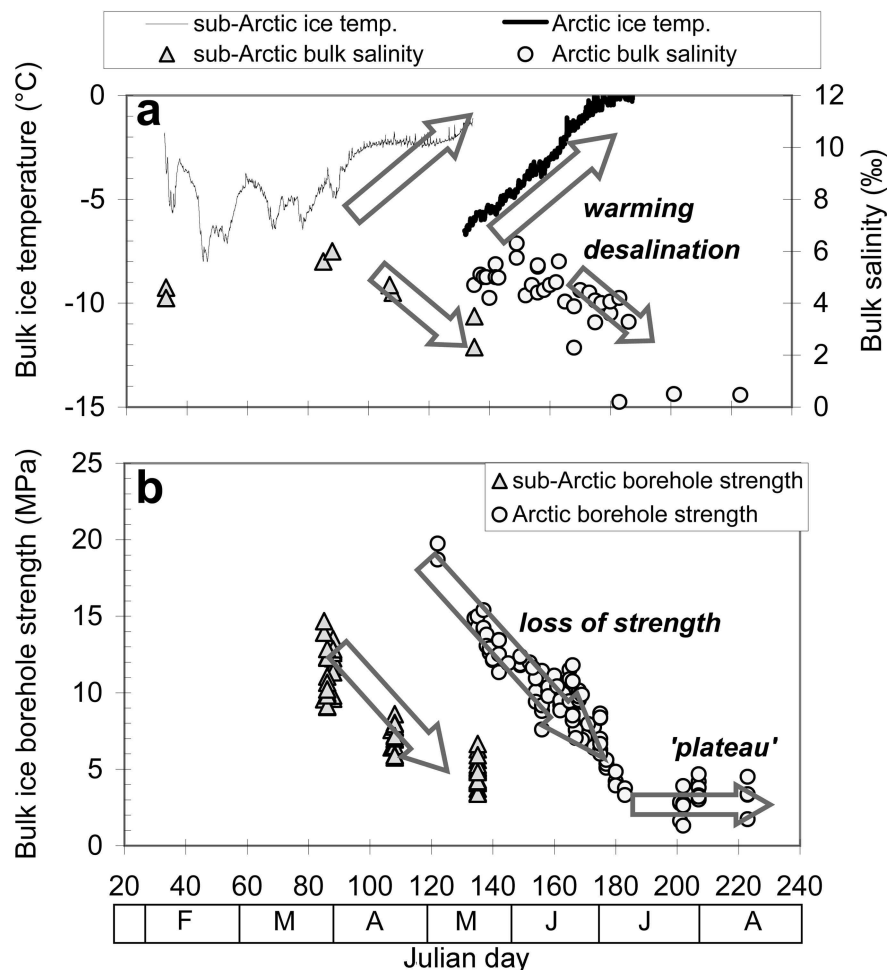 sub-Arctic ice temp. Arctic ice temp.
sub-Arctic bulk salinity Arctic bulk salinity
a
Bulk ice temperature (°C)
0
-5
-10
-15
12
10
8
6
4
2
0
Bulk salinity (‰)
warming
desalination
b
Bulk ice borehole strength (MPa)
25
20
15
10
5
0
sub-Arctic borehole strength
Arctic borehole strength
loss of strength
'plateau'
20 40 60 80 100 120 140 160 180 200 220 240
F M A M J J A
Julian day